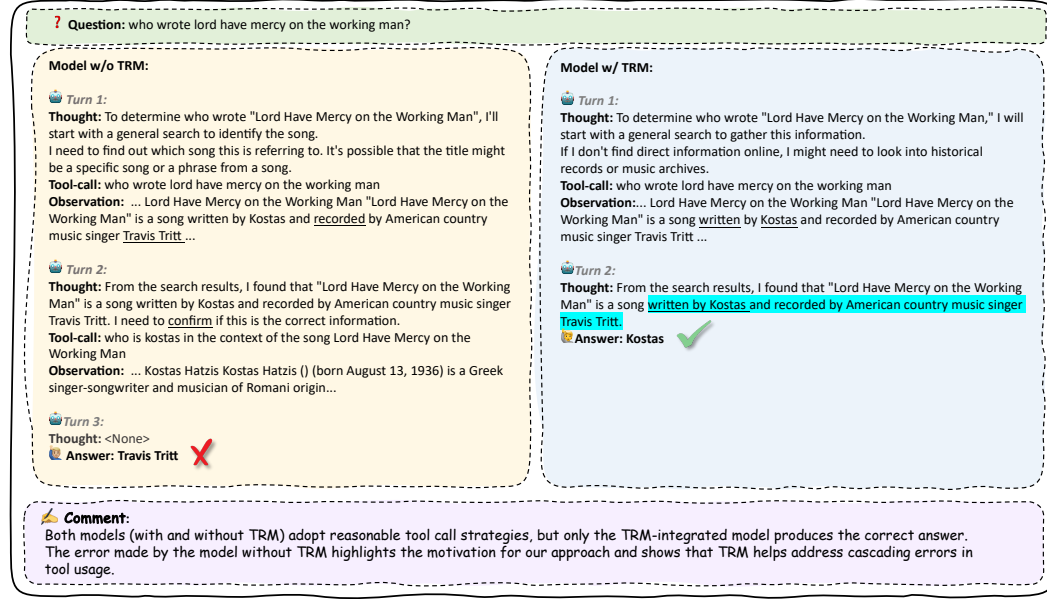 ❓ Question: who wrote lord have mercy on the working man?
Model w/o TRM:
Turn 1:
Thought: To determine who wrote "Lord Have Mercy on the Working Man", I'll
start with a general search to identify the song.
I need to find out which song this is referring to. It's possible that the title might
be a specific song or a phrase from a song.
Tool-call: who wrote lord have mercy on the working man
Observation: ... Lord Have Mercy on the Working Man "Lord Have Mercy on the
Working Man" is a song written by Kostas and recorded by American country
music singer Travis Tritt ...
Turn 2:
Thought: From the search results, I found that "Lord Have Mercy on the Working
Man" is a song written by Kostas and recorded by American country music singer
Travis Tritt. I need to confirm if this is the correct information.
Tool-call: who is kostas in the context of the song Lord Have Mercy on the
Working Man
Observation: ... Kostas Hatzis Kostas Hatzis () (born August 13, 1936) is a Greek
singer-songwriter and musician of Romani origin...
Turn 3:
Thought: <None>
Answer: Travis Tritt
Model w/ TRM:
Turn 1:
Thought: To determine who wrote "Lord Have Mercy on the Working Man," I will
start with a general search to gather this information.
If I don't find direct information online, I might need to look into historical
records or music archives.
Tool-call: who wrote lord have mercy on the working man
Observation:... Lord Have Mercy on the Working Man "Lord Have Mercy on the
Working Man" is a song written by Kostas and recorded by American country
music singer Travis Tritt ...
Turn 2:
Thought: From the search results, I found that "Lord Have Mercy on the Working
Man" is a song written by Kostas and recorded by American country music singer
Travis Tritt.
Answer: Kostas
Comment:
Both models (with and without TRM) adopt reasonable tool call strategies, but only the TRM-integrated model produces the correct answer.
The error made by the model without TRM highlights the motivation for our approach and shows that TRM helps address cascading errors in
tool usage.